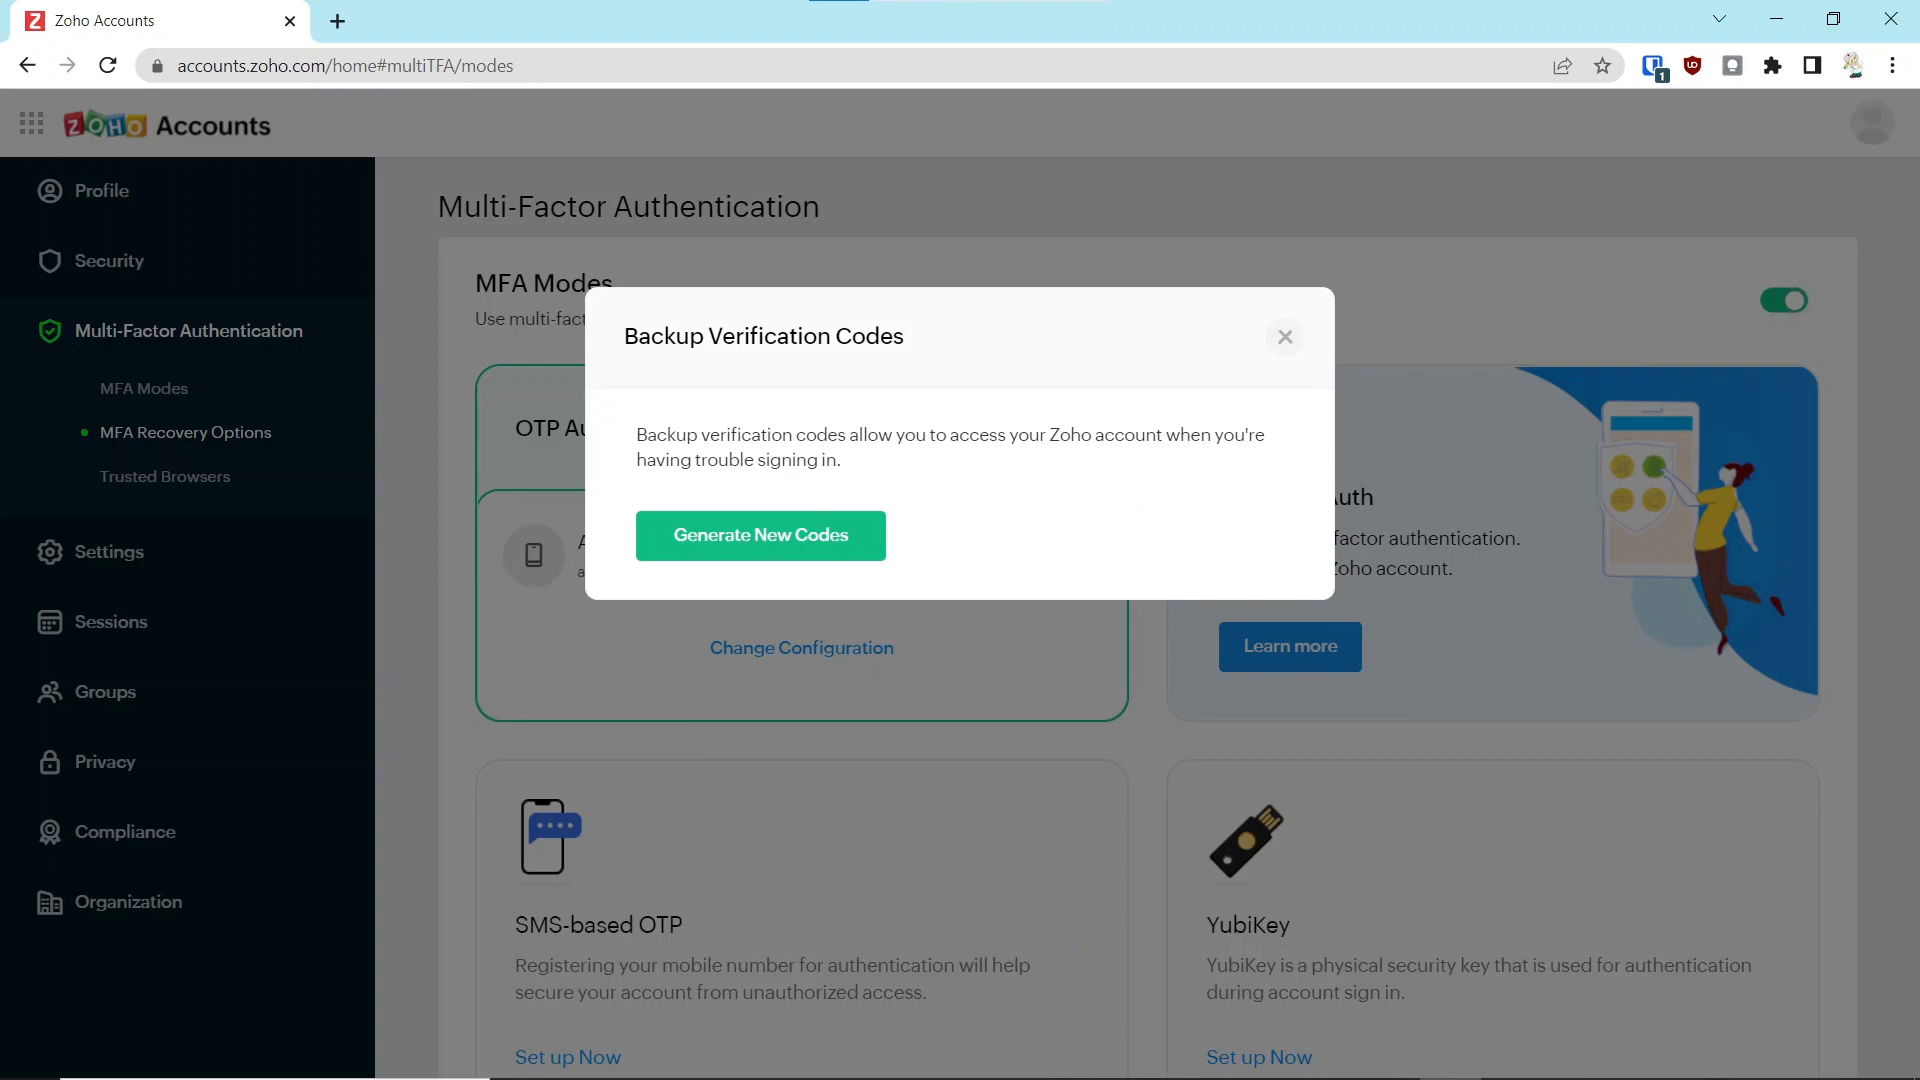 Zoho Accounts
accounts.zoho.com/home#multiTFA/modes
1
ZOHO Accounts
Profile
Security
Multi-Factor Authentication
MFA Modes
MFA Recovery Options
Trusted Browsers
Settings
Sessions
Groups
Privacy
Compliance
Organization
Multi-Factor Authentication
MFA Modes
Use multi-fact
OTP Au
Backup Verification Codes
Backup verification codes allow you to access your Zoho account when you're
having trouble signing in.
Generate New Codes
A
a
Change Configuration
Auth
factor authentication.
Zoho account.
Learn more
SMS-based OTP
Registering your mobile number for authentication will help
secure your account from unauthorized access.
Set up Now
YubiKey
YubiKey is a physical security key that is used for authentication
during account sign in.
Set up Now